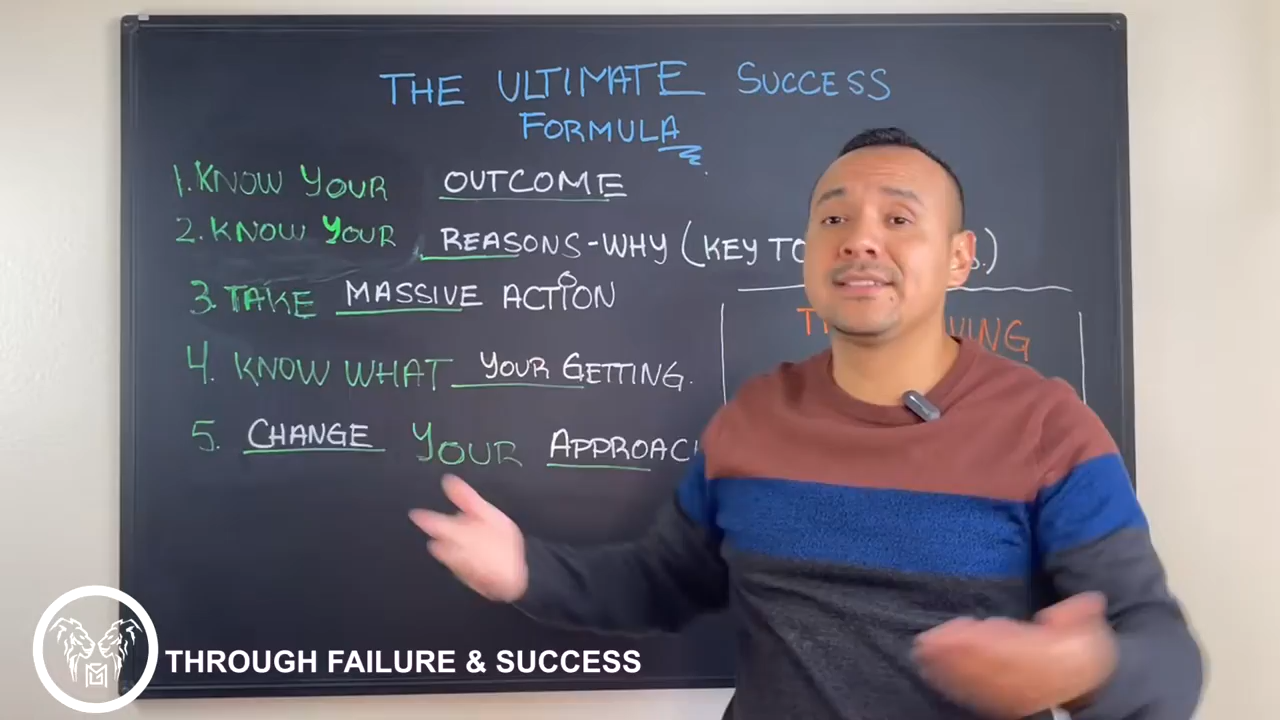 THE ULTIMATE SUCCESS
FORMULA
1. KNOW YOUR OUTCOME
2. KNOW YOUR REASONS-WHY (KEY TO
3. TAKE MASSIVE ACTION
4. KNOW WHAT YOUR GETTING.
5. CHANGE YOUR
THROUGH FAILURE & SUCCESS
MG